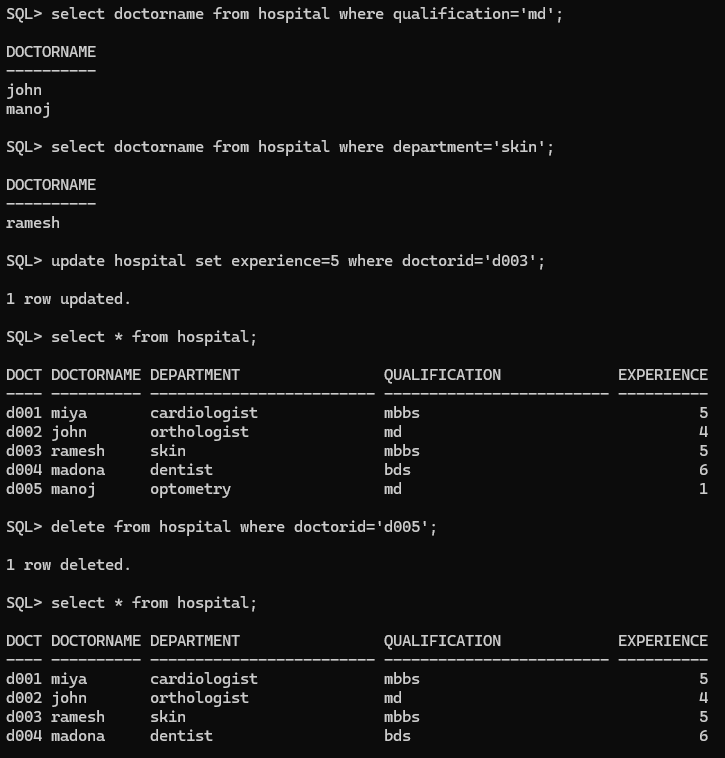 SQL> select doctorname from hospital where qualification='md';
DOCTORNAME
----------
john
manoj
SQL> select doctorname from hospital where department='skin';
DOCTORNAME
----------
ramesh
SQL> update hospital set experience=5 where doctorid='d003';
1 row updated.
SQL> select * from hospital;
DOCT DOCTORNAME DEPARTMENT                QUALIFICATION             EXPERIENCE
---- ---------- ------------------------- ------------------------- ----------
d001 miya       cardiologist              mbbs                               5
d002 john       orthologist               md                                 4
d003 ramesh     skin                      mbbs                               5
d004 madona     dentist                   bds                                6
d005 manoj      optometry                 md                                 1
SQL> delete from hospital where doctorid='d005';
1 row deleted.
SQL> select * from hospital;
DOCT DOCTORNAME DEPARTMENT                QUALIFICATION             EXPERIENCE
---- ---------- ------------------------- ------------------------- ----------
d001 miya       cardiologist              mbbs                               5
d002 john       orthologist               md                                 4
d003 ramesh     skin                      mbbs                               5
d004 madona     dentist                   bds                                6